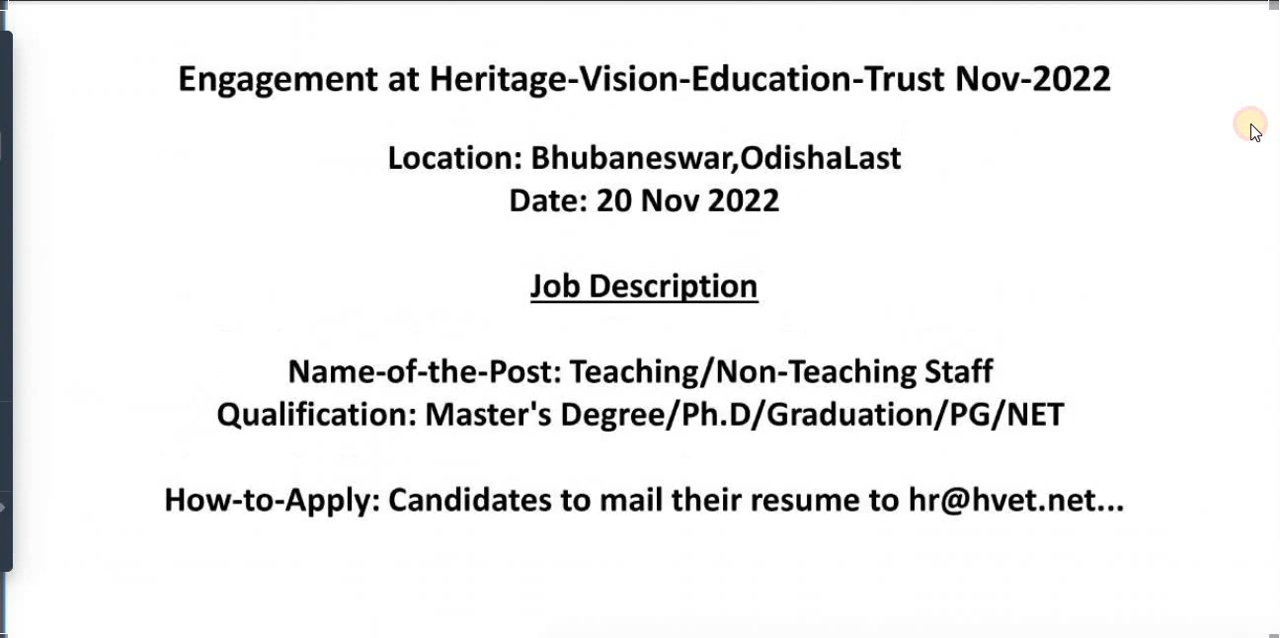 Engagement at Heritage-Vision-Education-Trust Nov-2022
Location: Bhubaneswar,OdishaLast
Date: 20 Nov 2022
Job Description
Name-of-the-Post: Teaching/Non-Teaching Staff
Qualification: Master's Degree/Ph.D/Graduation/PG/NET
How-to-Apply: Candidates to mail their resume to hr@hvet.net...